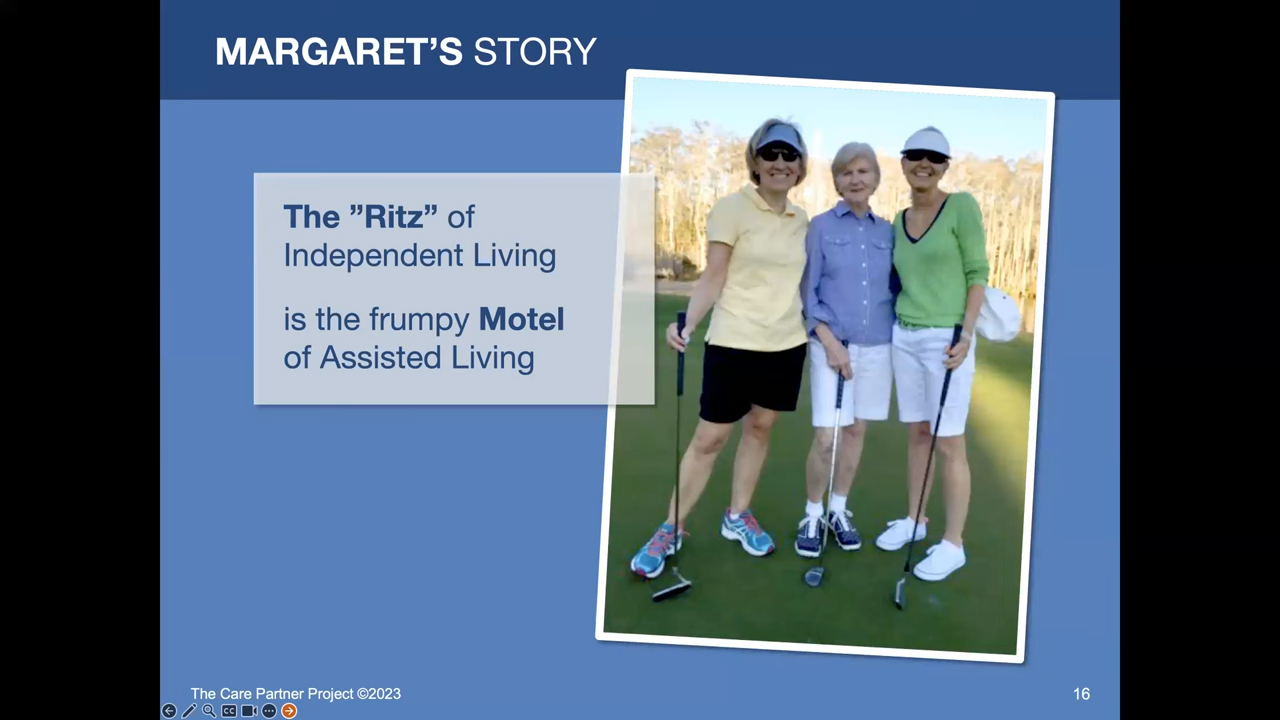 MARGARET’S STORY
The ”Ritz” of
Independent Living
is the frumpy Motel
of Assisted Living
The Care Partner Project ©2023
16
CC